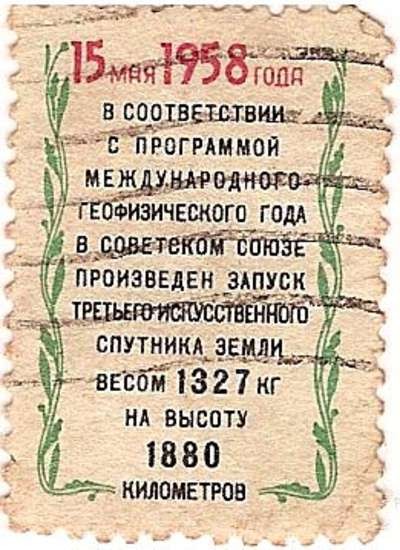 15 МАЯ 1958 ГОДА
В СООТВЕТСТВИИ
С ПРОГРАММОЙ
МЕЖДУНАРОДНОГО
ГЕОФИЗИЧЕСКОГО ГОДА
В СОВЕТСКОМ СОЮЗЕ
ПРОИЗВЕДЕН ЗАПУСК
ТРЕТЬЕГО ИСКУССТВЕННОГО
СПУТНИКА ЗЕМЛИ
ВЕСОМ 1327 КГ
НА ВЫСОТУ
1880
КИЛОМЕТРОВ